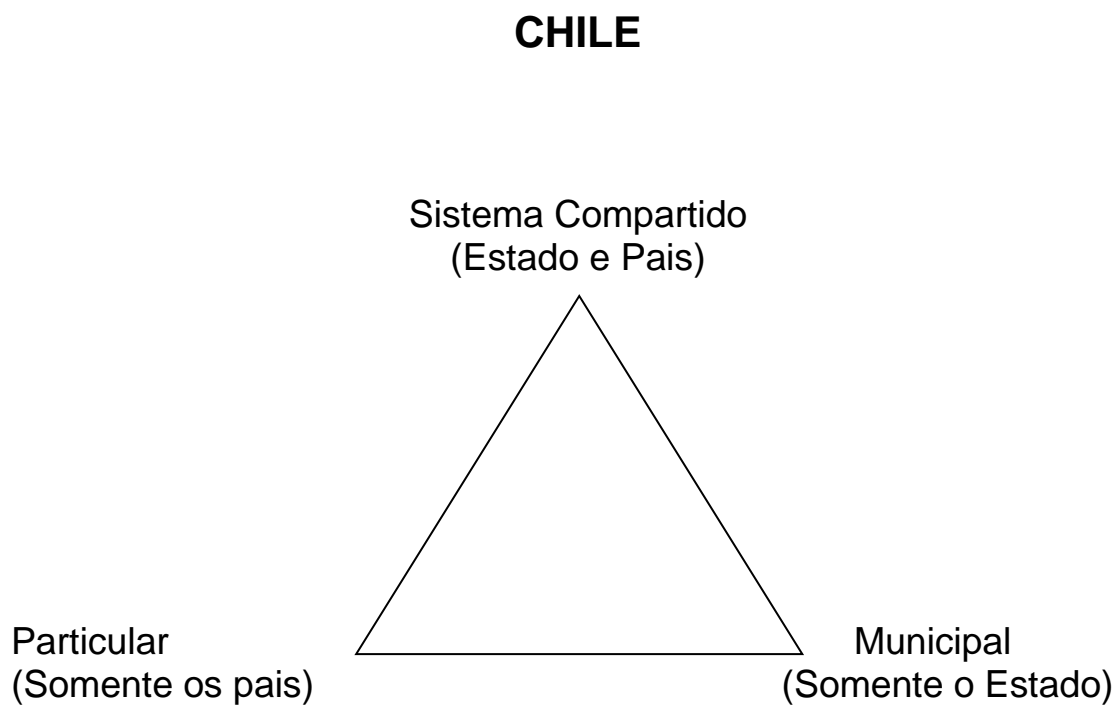 CHILE
Sistema Compartido
(Estado e Pais)
Particular
(Somente os pais)
Municipal
(Somente o Estado)